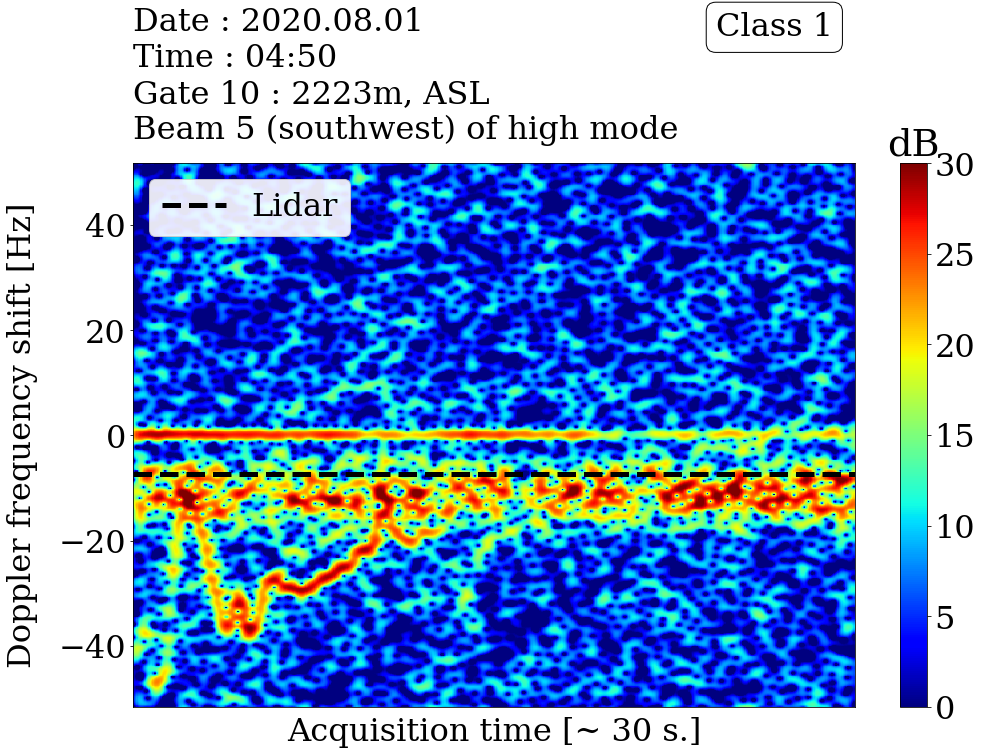 Date : 2020.08.01
Time : 04:50
Gate 10 : 2223m, ASL
Beam 5 (southwest) of high mode
Class 1
dB
Lidar
Doppler frequency shift [Hz]
40
20
0
−20
−40
30
25
20
15
10
5
0
Acquisition time [~ 30 s.]